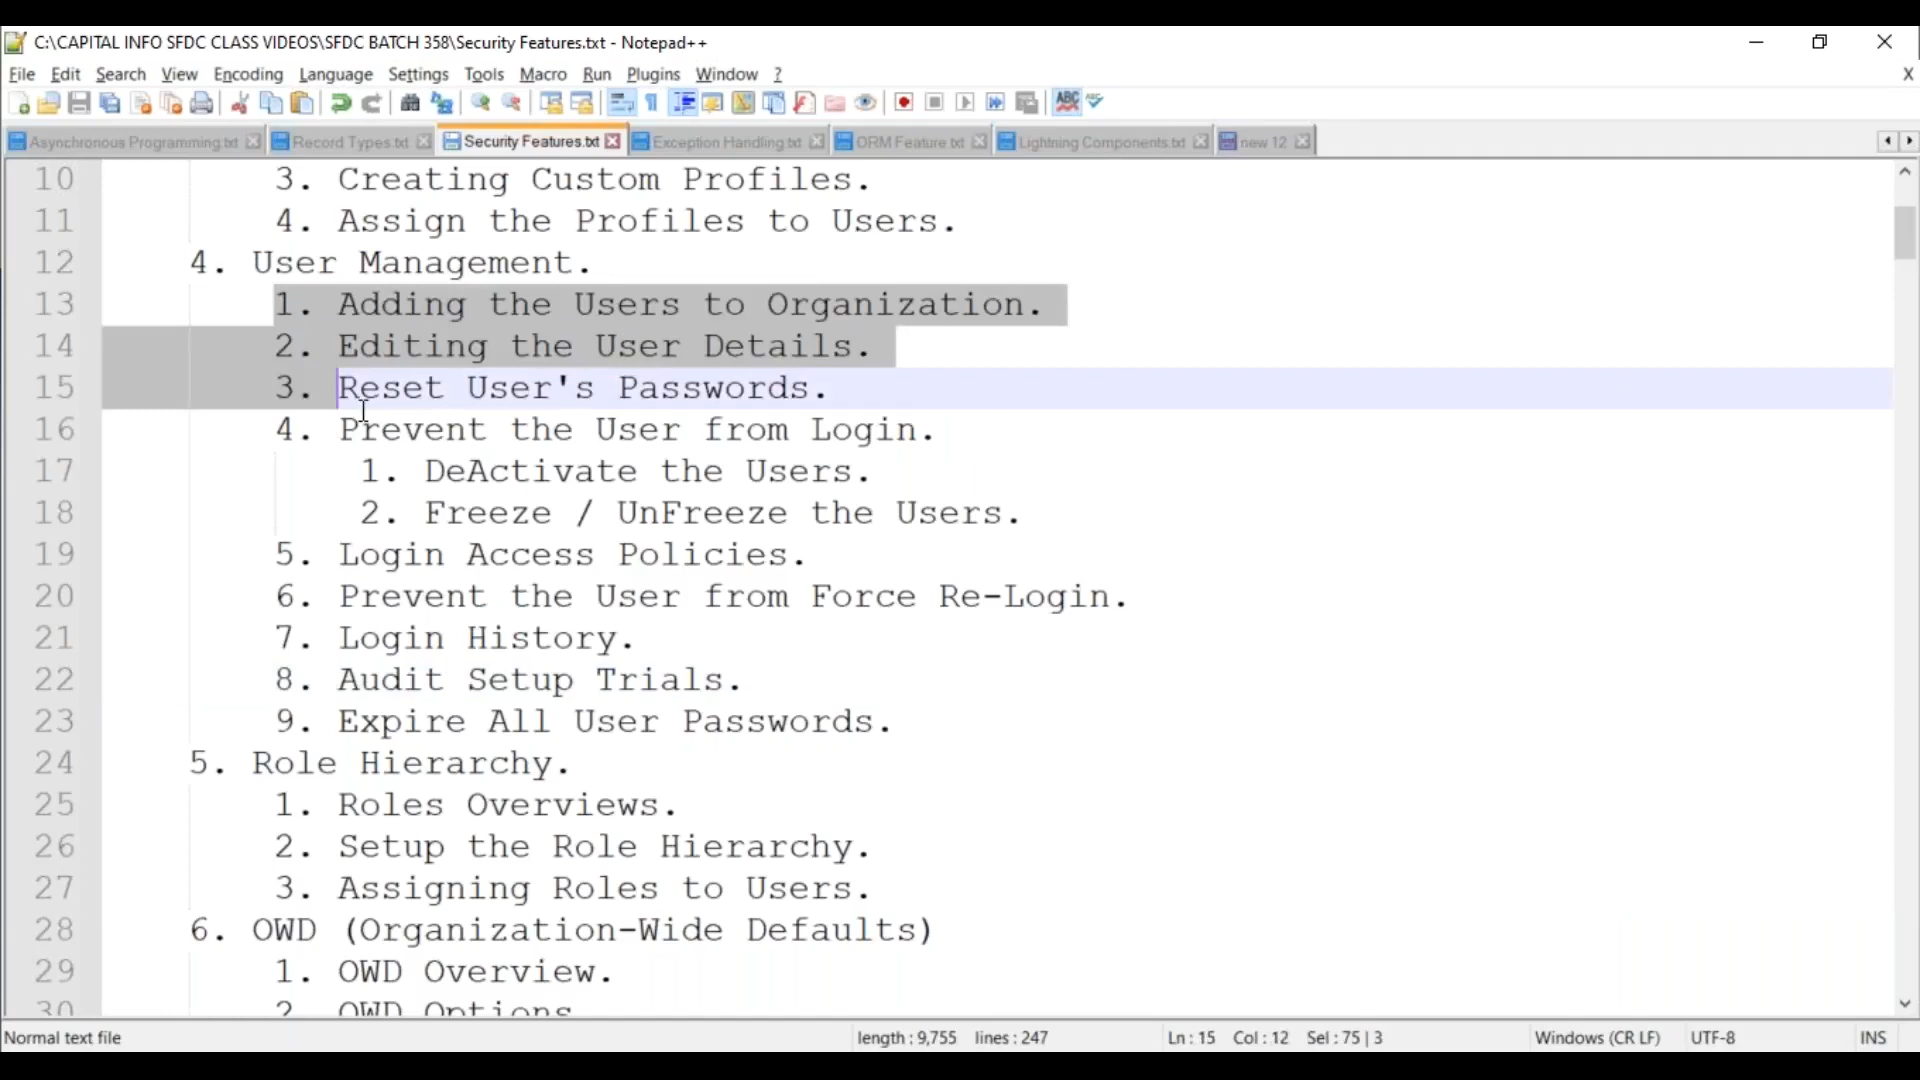 C:\CAPITAL INFO SFDC CLASS VIDEOS\SFDC BATCH 358\Security Features.txt - Notepad++
File Edit Search View Encoding Language Settings Tools Macro Run Plugins Window ? X
Asynchronous Programming.txt Record Types.txt Security Features.txt Exception Handling.txt ORM Feature.txt Lightning Components.txt new 12
10 3. Creating Custom Profiles.
11 4. Assign the Profiles to Users.
12 4. User Management.
13 1. Adding the Users to Organization.
14 2. Editing the User Details.
15 3. Reset User's Passwords.
16 4. Prevent the User from Login.
17 1. DeActivate the Users.
18 2. Freeze / UnFreeze the Users.
19 5. Login Access Policies.
20 6. Prevent the User from Force Re-Login.
21 7. Login History.
22 8. Audit Setup Trials.
23 9. Expire All User Passwords.
24 5. Role Hierarchy.
25 1. Roles Overviews.
26 2. Setup the Role Hierarchy.
27 3. Assigning Roles to Users.
28 6. OWD (Organization-Wide Defaults)
29 1. OWD Overview.
30 2 OWD Options
Normal text file length : 9,755 lines : 247 Ln : 15 Col : 12 Sel : 75 | 3 Windows (CR LF) UTF-8 INS